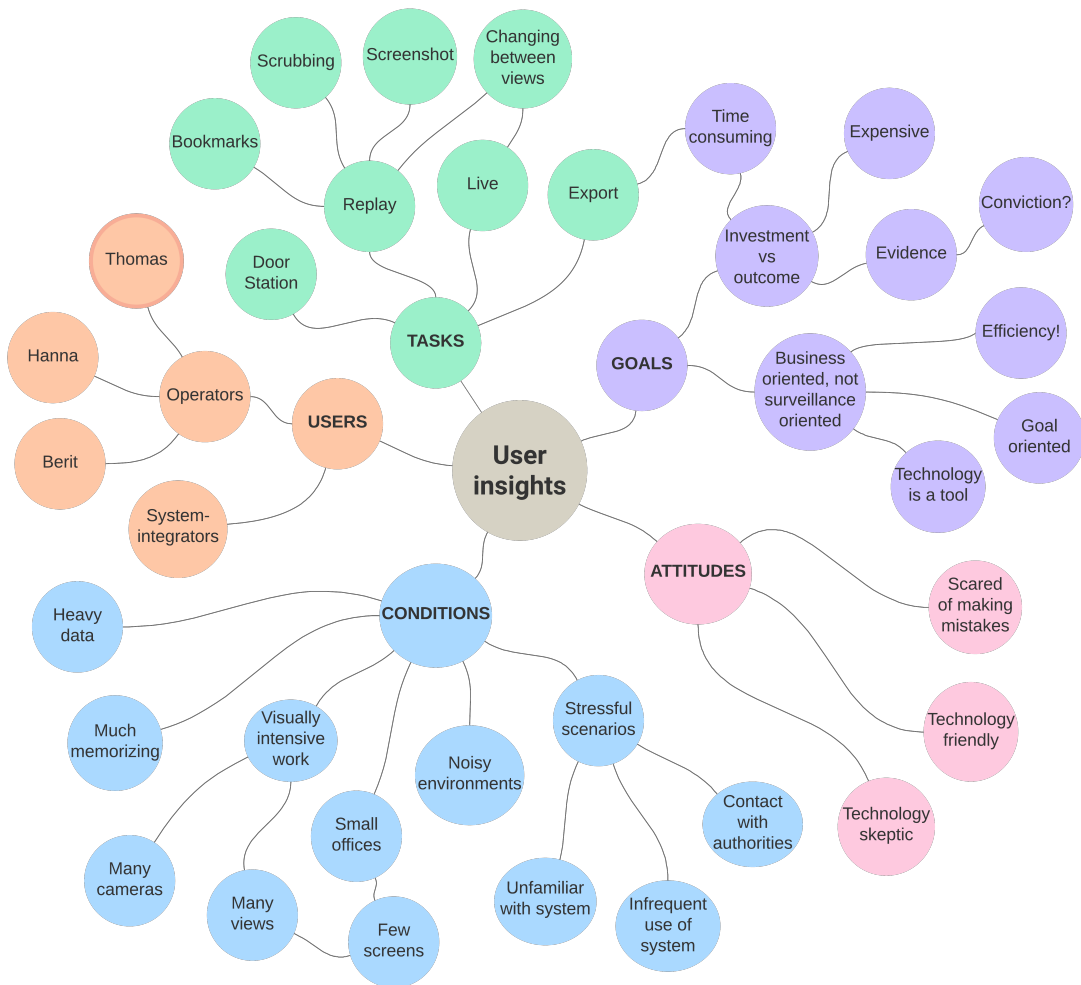 Changing
between
views
Screenshot
Scrubbing
Bookmarks
Replay
Live
Export
Door
Station
TASKS
Time
consuming
Expensive
Conviction?
Investment
vs
outcome
Evidence
GOALS
Efficiency!
Business
oriented, not
surveillance
oriented
Goal
oriented
Technology
is a tool
Thomas
Hanna
Operators
Berit
USERS
System-
integrators
User
insights
ATTITUDES
Scared
of making
mistakes
Technology
friendly
Technology
skeptic
CONDITIONS
Heavy
data
Much
memorizing
Visually
intensive
work
Many
cameras
Many
views
Small
offices
Few
screens
Noisy
environments
Stressful
scenarios
Contact
with
authorities
Unfamiliar
with system
Infrequent
use of
system